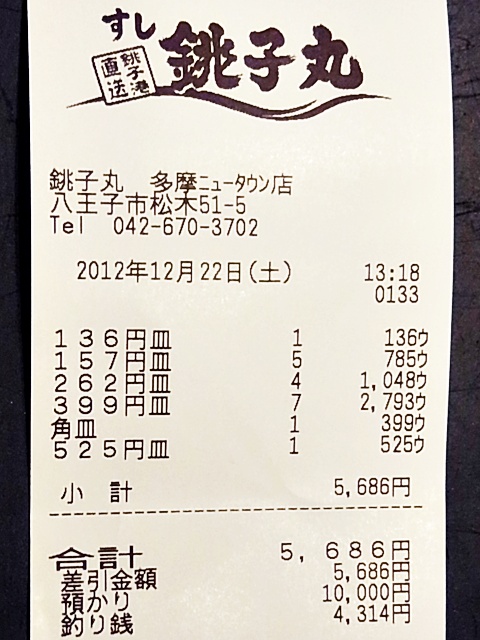 すし 銚子丸
銚子港
直送
銚子丸 多摩ニュータウン店
八王子市松木51-5
Tel 042-670-3702
2012年12月22日(土) 13:18
0133
136円皿 1 136ウ
157円皿 5 785ウ
262円皿 4 1,048ウ
399円皿 7 2,793ウ
角皿 1 399ウ
525円皿 1 525ウ
小 計 5,686円
合計 5,686円
差引金額 5,686円
預かり 10,000円
釣り銭 4,314円